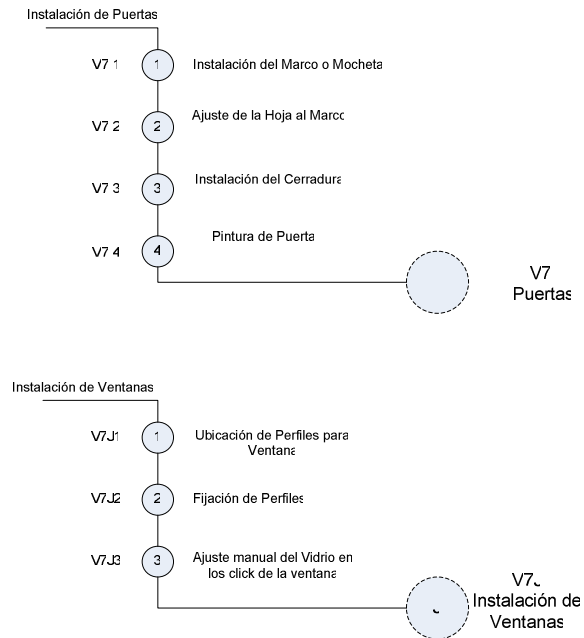 Instalación de Puertas
V7 1
1
Instalación del Marco o Mocheta
V7 2
2
Ajuste de la Hoja al Marco
V7 3
3
Instalación del Cerradura
V7 4
4
Pintura de Puerta
V7
Puertas
Instalación de Ventanas
V7J1
1
Ubicación de Perfiles para
Ventana
V7J2
2
Fijación de Perfiles
V7J3
3
Ajuste manual del Vidrio en
los click de la ventana
Instalación de
Ventanas